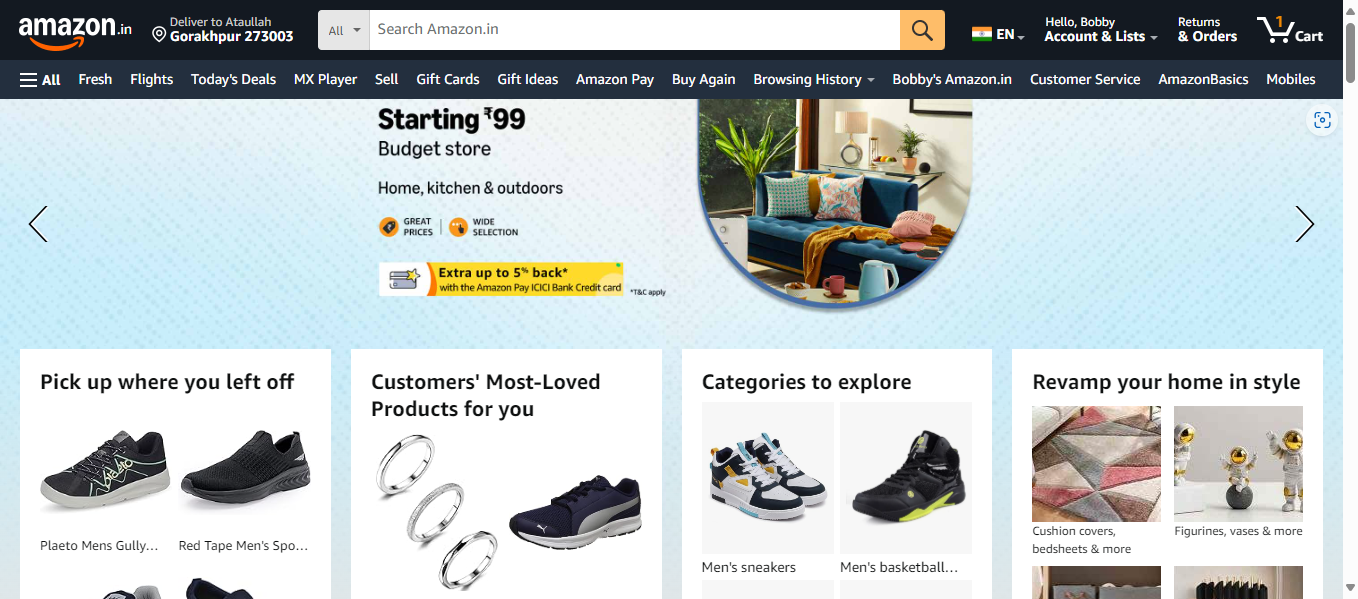 amazon.in
Deliver to Ataullah
Gorakhpur 273003
All
Search Amazon.in
EN
Hello, Bobby
Account & Lists
Returns
& Orders
1
Cart
All
Fresh
Flights
Today's Deals
MX Player
Sell
Gift Cards
Gift Ideas
Amazon Pay
Buy Again
Browsing History
Bobby's Amazon.in
Customer Service
AmazonBasics
Mobiles
Starting ₹99
Budget store
Home, kitchen & outdoors
GREAT
PRICES
WIDE
SELECTION
Extra up to 5% back*
with the Amazon Pay ICICI Bank Credit card
*T&C apply
Pick up where you left off
Plaeto Mens Gully...
Red Tape Men's Spo...
Customers' Most-Loved
Products for you
Categories to explore
Men's sneakers
Men's basketball...
Revamp your home in style
Cushion covers,
bedsheets & more
Figurines, vases & more